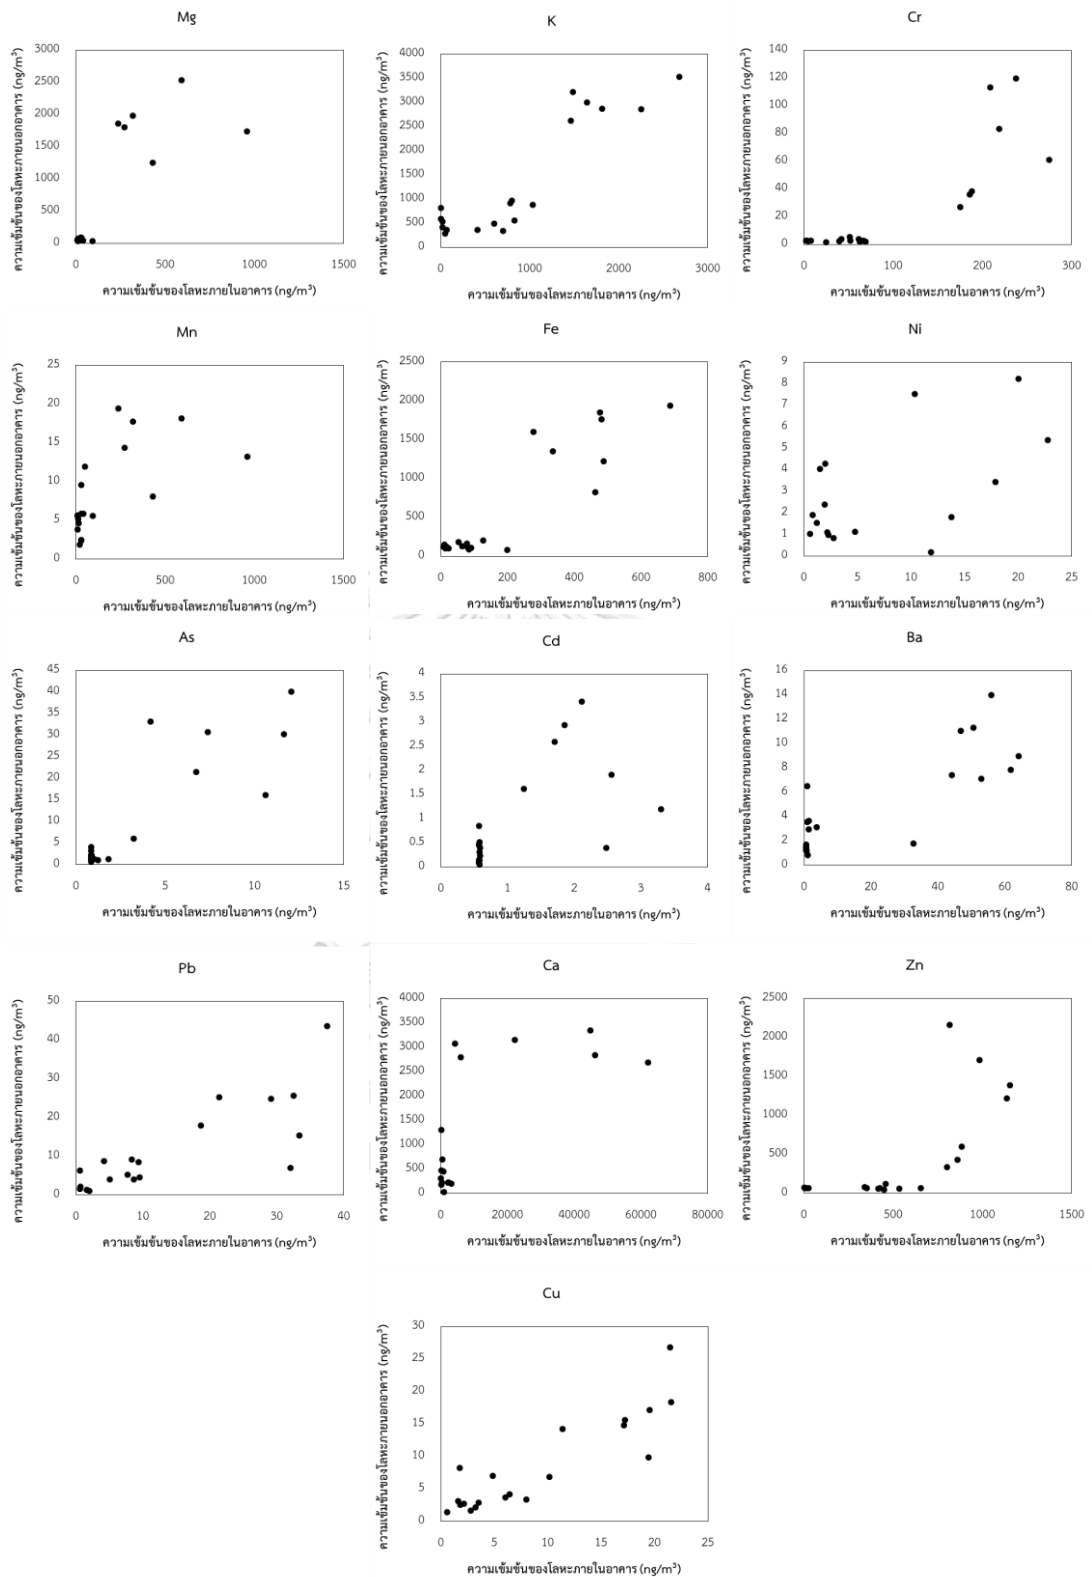 Mg
ความเข้มข้นของโลหะภายนอกอาคาร (ng/m³)
3000
2500
2000
1500
1000
500
0
0 500 1000 1500
ความเข้มข้นของโลหะภายในอาคาร (ng/m³)
K
ความเข้มข้นของโลหะภายนอกอาคาร (ng/m³)
4000
3500
3000
2500
2000
1500
1000
500
0
0 1000 2000 3000
ความเข้มข้นของโลหะภายในอาคาร (ng/m³)
Cr
ความเข้มข้นของโลหะภายนอกอาคาร (ng/m³)
140
120
100
80
60
40
20
0
0 100 200 300
ความเข้มข้นของโลหะภายในอาคาร (ng/m³)
Mn
ความเข้มข้นของโลหะภายนอกอาคาร (ng/m³)
25
20
15
10
5
0
0 500 1000 1500
ความเข้มข้นของโลหะภายในอาคาร (ng/m³)
Fe
ความเข้มข้นของโลหะภายนอกอาคาร (ng/m³)
2500
2000
1500
1000
500
0
0 200 400 600 800
ความเข้มข้นของโลหะภายในอาคาร (ng/m³)
Ni
ความเข้มข้นของโลหะภายนอกอาคาร (ng/m³)
9
8
7
6
5
4
3
2
1
0
0 5 10 15 20 25
ความเข้มข้นของโลหะภายในอาคาร (ng/m³)
As
ความเข้มข้นของโลหะภายนอกอาคาร (ng/m³)
45
40
35
30
25
20
15
10
5
0
0 5 10 15
ความเข้มข้นของโลหะภายในอาคาร (ng/m³)
Cd
ความเข้มข้นของโลหะภายนอกอาคาร (ng/m³)
4
3.5
3
2.5
2
1.5
1
0.5
0
0 1 2 3 4
ความเข้มข้นของโลหะภายในอาคาร (ng/m³)
Ba
ความเข้มข้นของโลหะภายนอกอาคาร (ng/m³)
16
14
12
10
8
6
4
2
0
0 20 40 60 80
ความเข้มข้นของโลหะภายในอาคาร (ng/m³)
Pb
ความเข้มข้นของโลหะภายนอกอาคาร (ng/m³)
50
40
30
20
10
0
0 10 20 30 40
ความเข้มข้นของโลหะภายในอาคาร (ng/m³)
Ca
ความเข้มข้นของโลหะภายนอกอาคาร (ng/m³)
4000
3500
3000
2500
2000
1500
1000
500
0
0 20000 40000 60000 80000
ความเข้มข้นของโลหะภายในอาคาร (ng/m³)
Zn
ความเข้มข้นของโลหะภายนอกอาคาร (ng/m³)
2500
2000
1500
1000
500
0
0 500 1000 1500
ความเข้มข้นของโลหะภายในอาคาร (ng/m³)
Cu
ความเข้มข้นของโลหะภายนอกอาคาร (ng/m³)
30
25
20
15
10
5
0
0 5 10 15 20 25
ความเข้มข้นของโลหะภายในอาคาร (ng/m³)